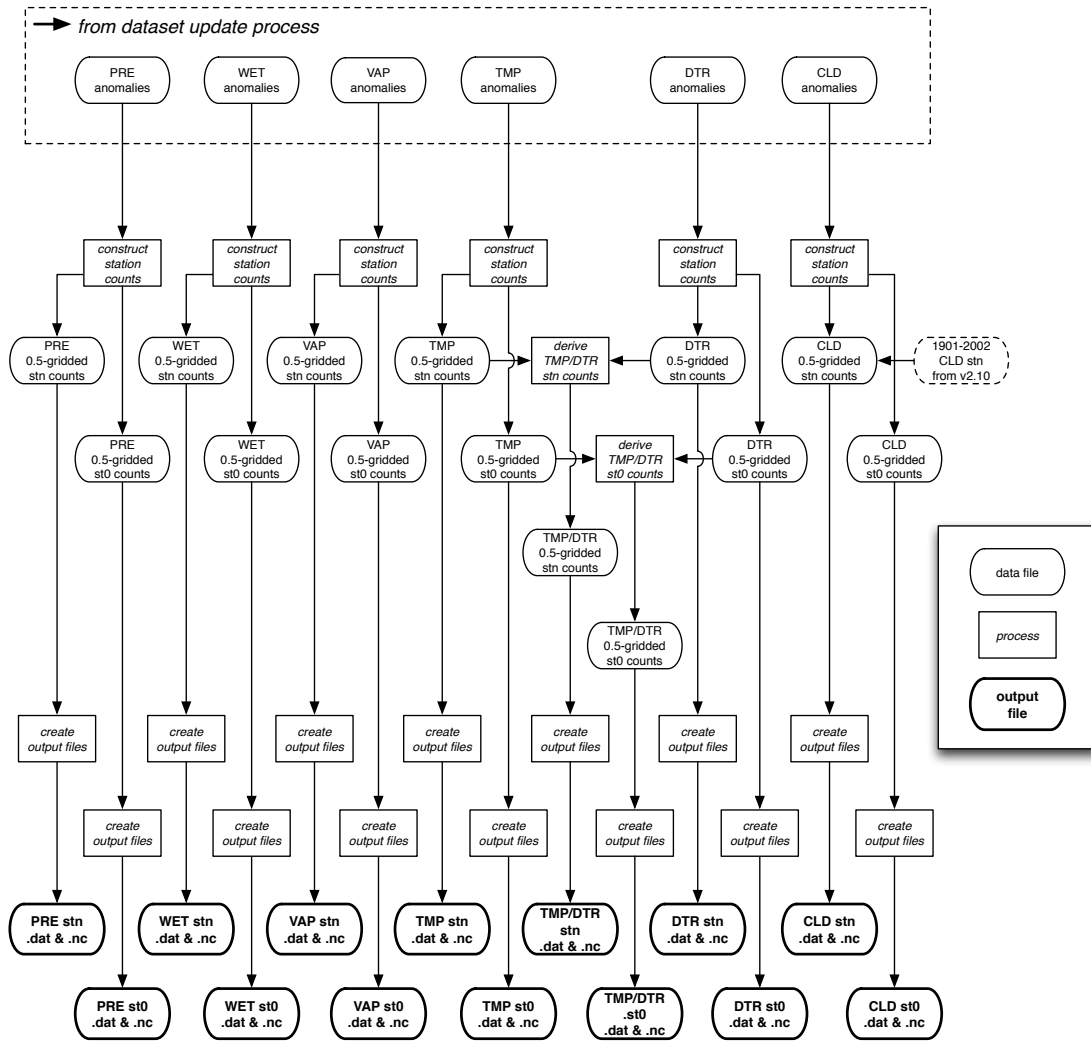 from dataset update process
PRE
anomalies
WET
anomalies
VAP
anomalies
TMP
anomalies
DTR
anomalies
CLD
anomalies
construct
station
counts
construct
station
counts
construct
station
counts
construct
station
counts
construct
station
counts
construct
station
counts
PRE
0.5-gridded
stn counts
WET
0.5-gridded
stn counts
VAP
0.5-gridded
stn counts
TMP
0.5-gridded
stn counts
derive
TMP/DTR
stn counts
DTR
0.5-gridded
stn counts
CLD
0.5-gridded
stn counts
1901-2002
CLD stn
from v2.10
PRE
0.5-gridded
st0 counts
WET
0.5-gridded
st0 counts
VAP
0.5-gridded
st0 counts
TMP
0.5-gridded
st0 counts
derive
TMP/DTR
st0 counts
DTR
0.5-gridded
st0 counts
CLD
0.5-gridded
st0 counts
TMP/DTR
0.5-gridded
stn counts
TMP/DTR
0.5-gridded
st0 counts
data file
process
output
file
create
output files
create
output files
create
output files
create
output files
create
output files
create
output files
create
output files
create
output files
create
output files
create
output files
create
output files
create
output files
create
output files
create
output files
PRE stn
.dat & .nc
WET stn
.dat & .nc
VAP stn
.dat & .nc
TMP stn
.dat & .nc
TMP/DTR
stn
.dat & .nc
DTR stn
.dat & .nc
CLD stn
.dat & .nc
PRE st0
.dat & .nc
WET st0
.dat & .nc
VAP st0
.dat & .nc
TMP st0
.dat & .nc
TMP/DTR
.st0
.dat & .nc
DTR st0
.dat & .nc
CLD st0
.dat & .nc